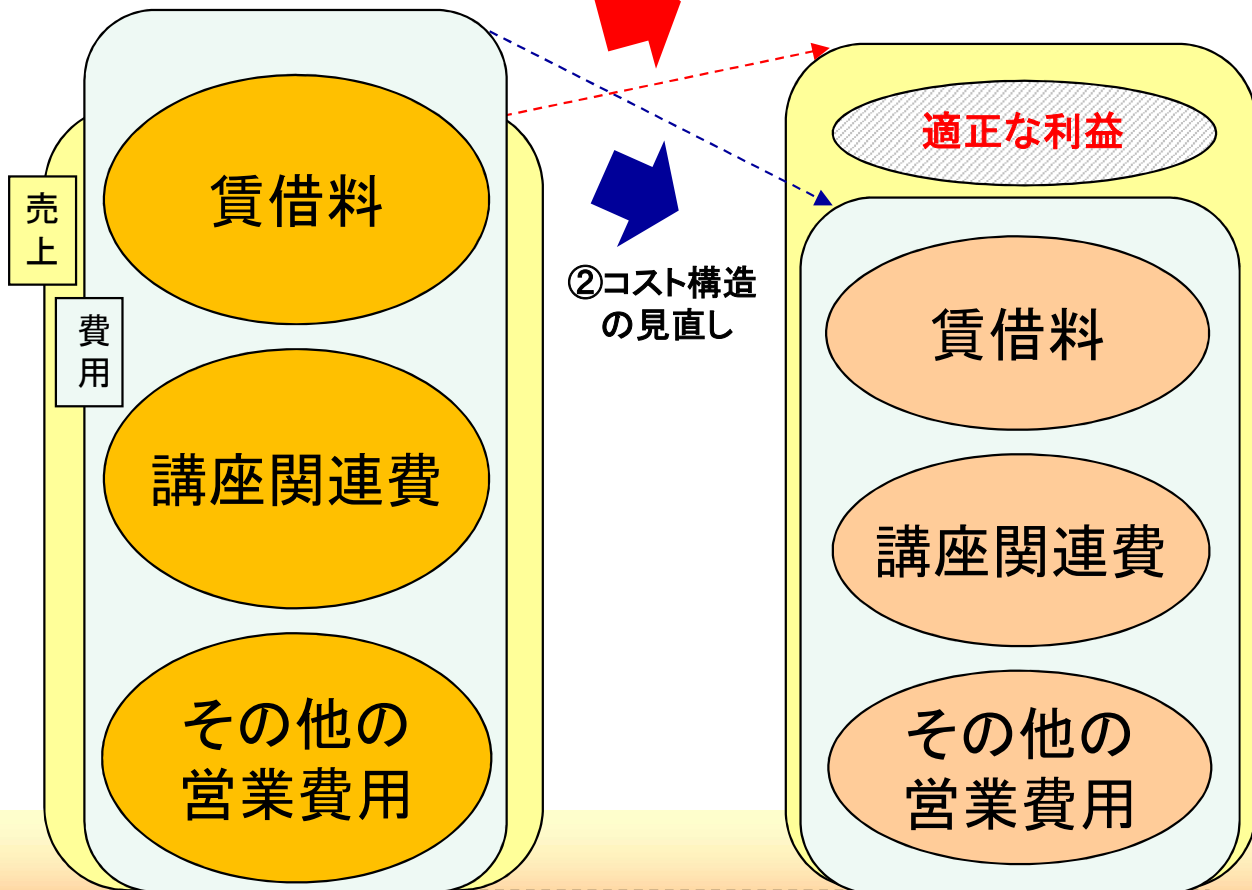 売
上
費
用
賃借料
講座関連費
その他の
営業費用
②コスト構造
の見直し
適正な利益
賃借料
講座関連費
その他の
営業費用